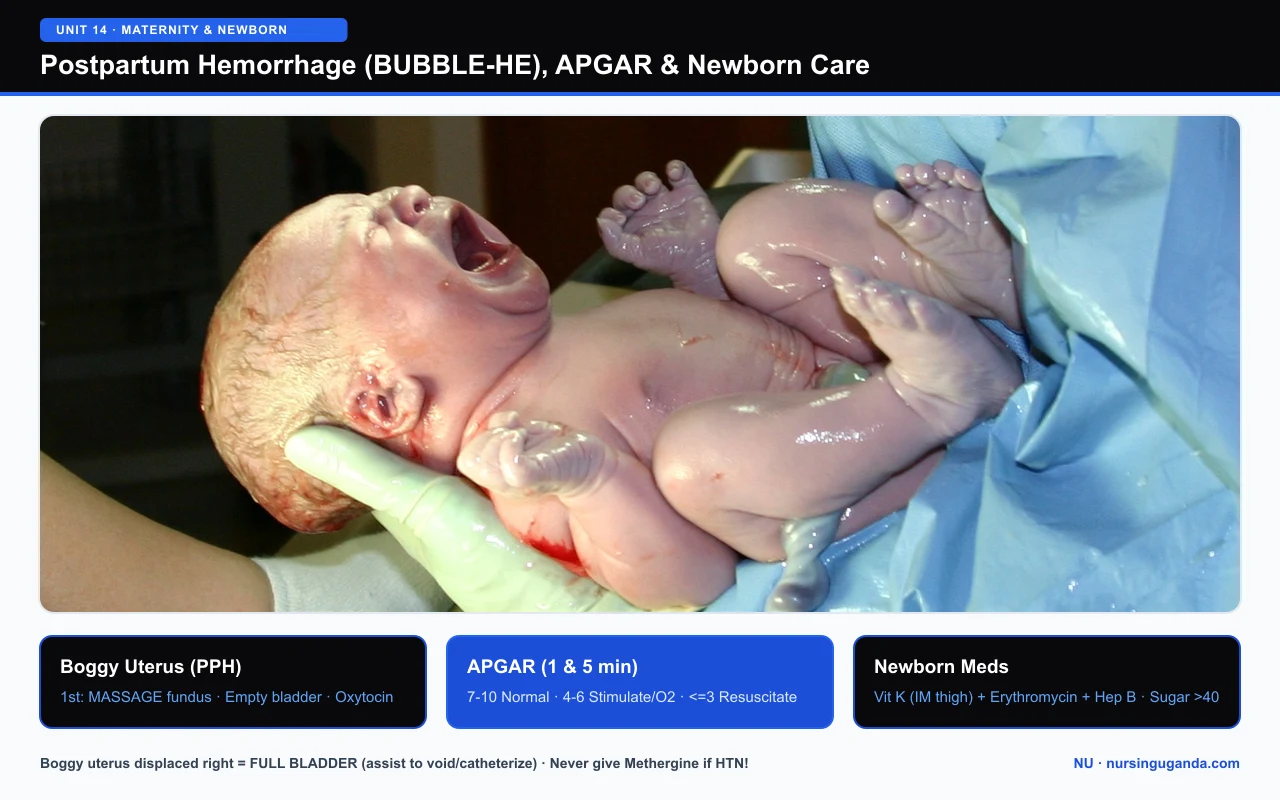 UNIT 14 · MATERNITY & NEWBORN
Postpartum Hemorrhage (BUBBLE-HE), APGAR & Newborn Care
Boggy Uterus (PPH)
1st: MASSAGE fundus · Empty bladder · Oxytocin
APGAR (1 & 5 min)
7-10 Normal · 4-6 Stimulate/O2 · <=3 Resuscitate
Newborn Meds
Vit K (IM thigh) + Erythromycin + Hep B · Sugar >40
Boggy uterus displaced right = FULL BLADDER (assist to void/catheterize) · Never give Methergine if HTN!
NU · nursinguganda.com